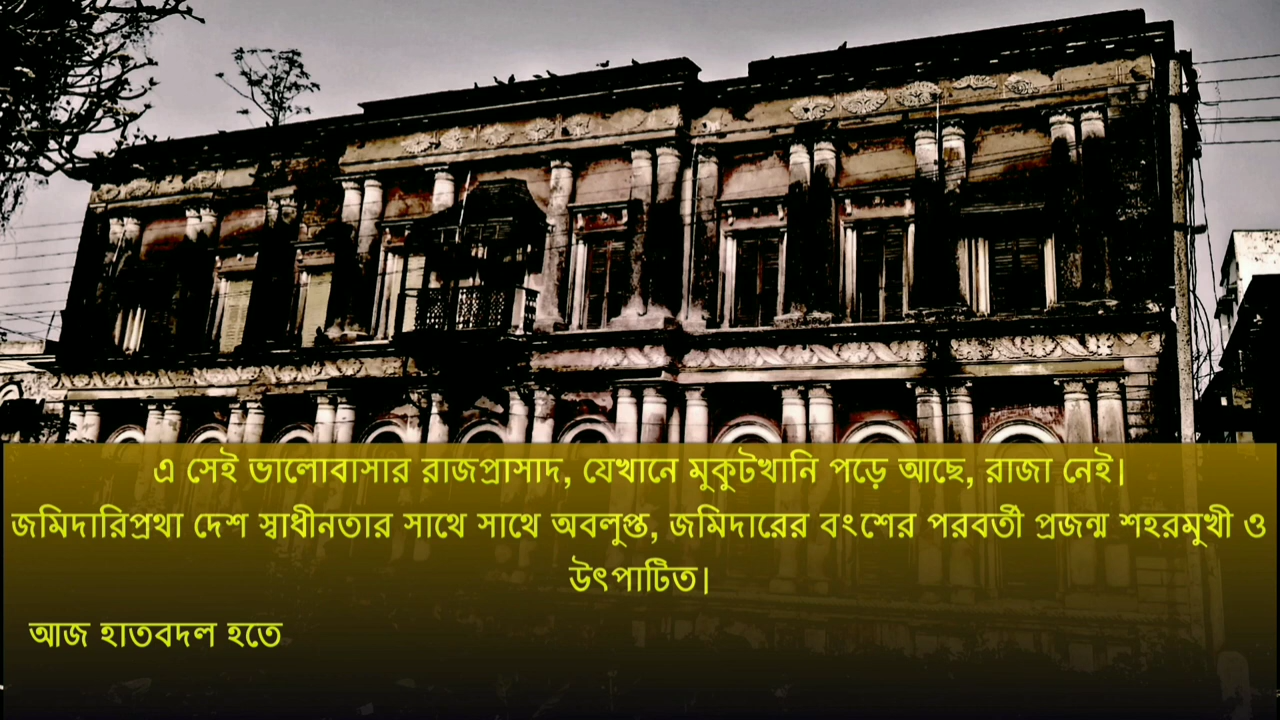 এ সেই ভালোবাসার রাজপ্রাসাদ, যেখানে মুকুটখানি পড়ে আছে, রাজা নেই।
জমিদারিপ্রথা দেশ স্বাধীনতার সাথে সাথে অবলুপ্ত, জমিদারের বংশের পরবর্তী প্রজন্ম শহরমুখী ও
উৎপাটিত।
আজ হাতবদল হতে